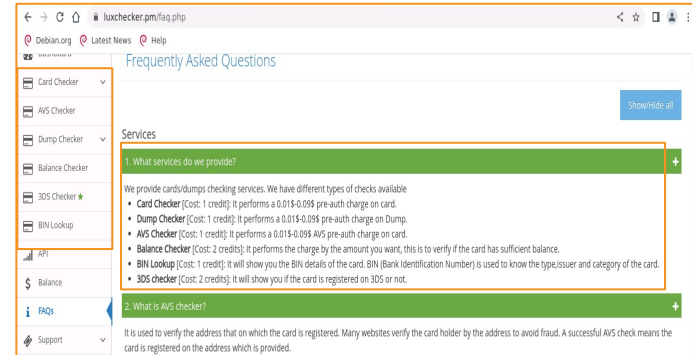 luxchecker.pm/faq.php
Debian.org Latest News Help
Dashboard
Frequently Asked Questions
Card Checker
Show/Hide all
AVS Checker
Services
Dump Checker
1. What services do we provide?
Balance Checker
We provide cards/dumps checking services. We have different types of checks available
3DS Checker
• Card Checker [Cost: 1 credit]: It performs a 0.01$-0.09$ pre-auth charge on card.
• Dump Checker [Cost: 1 credit]: It performs a 0.01$-0.09$ pre-auth charge on Dump.
BIN Lookup
• AVS Checker [Cost: 1 credit]: It performs a 0.01$-0.09$ AVS pre-auth charge on card.
• Balance Checker [Cost: 2 credits]: It performs the charge by the amount you want, this is to verify if the card has sufficient balance.
API
• BIN Lookup [Cost: 1 credit]: It will show you the BIN details of the card. BIN (Bank Identification Number) is used to know the type,issuer and category of the card.
• 3DS checker [Cost: 2 credits]: It will show you if the card is registered on 3DS or not.
Balance
2. What is AVS checker?
FAQs
It is used to verify the address that on which the card is registered. Many websites verify the card holder by the address to avoid fraud. A successful AVS check means the
Support
card is registered on the address which is provided.